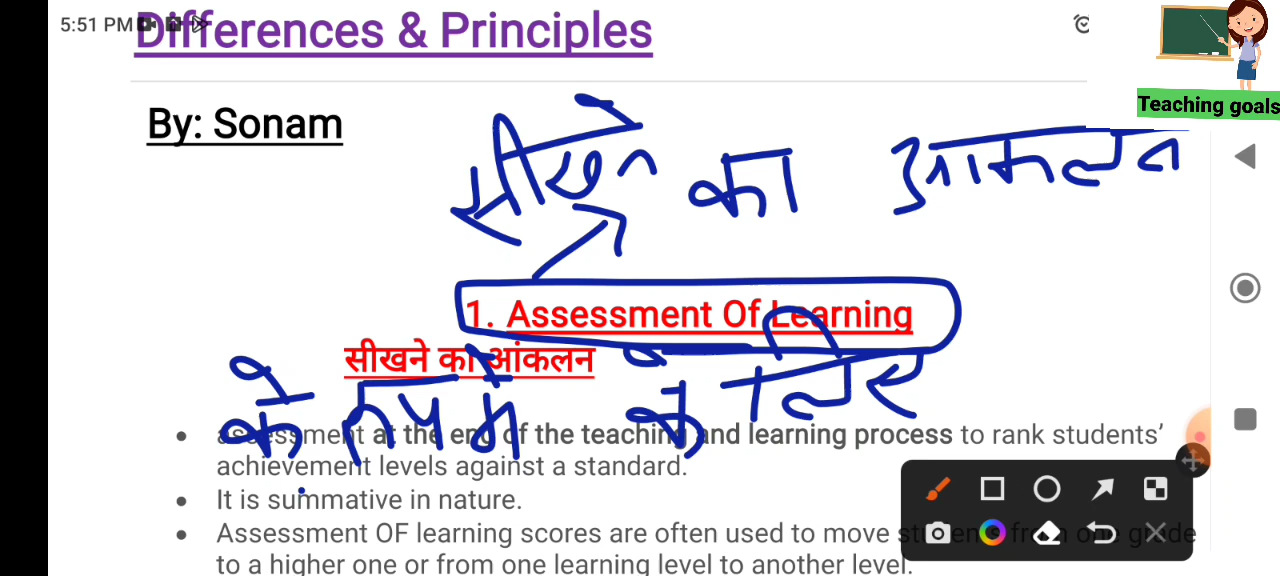 5:51 PM
Differences & Principles
Teaching goals
By: Sonam
सीखने का आकलन
1. Assessment Of Learning
सीखने का आंकलन
के रूप में के लिए
assessment at the end of the teaching and learning process to rank students'
achievement levels against a standard.
It is summative in nature.
Assessment OF learning scores are often used to move students from one grade
to a higher one or from one learning level to another level.